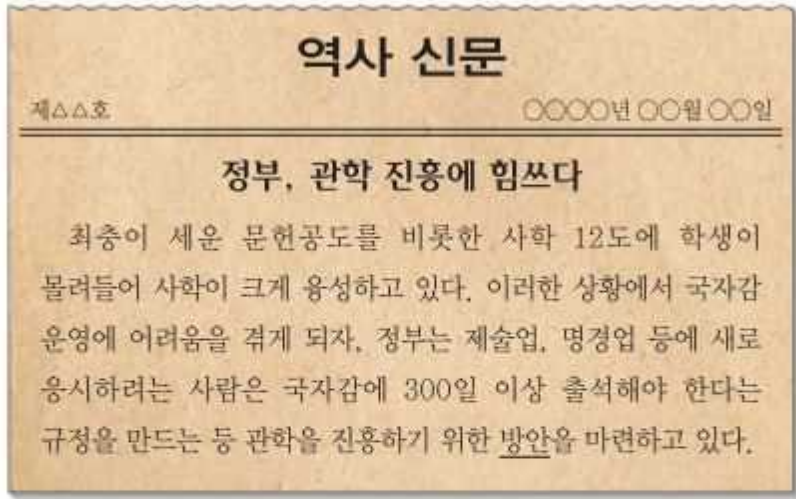 역사 신문
제△△호 ○○○○년 ○○월 ○○일
정부, 관학 진흥에 힘쓰다
최충이 세운 문헌공도를 비롯한 사학 12도에 학생이
몰려들어 사학이 크게 융성하고 있다. 이러한 상황에서 국자감
운영에 어려움을 겪게 되자, 정부는 제술업, 명경업 등에 새로
응시하려는 사람은 국자감에 300일 이상 출석해야 한다는
규정을 만드는 등 관학을 진흥하기 위한 방안을 마련하고 있다.